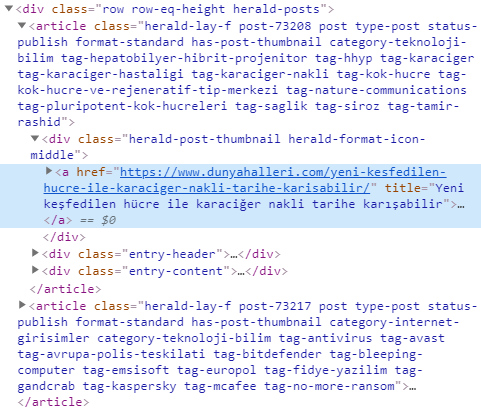 ▼<div class="row row-eq-height herald-posts">
▼<article class="herald-lay-f post-73208 post type-post status-
publish format-standard has-post-thumbnail category-teknoloji-
bilim tag-hepatobilyer-hibrit-projenitor tag-hhyp tag-karaciger
tag-karaciger-hastaligi tag-karaciger-nakli tag-kok-hucre tag-
kok-hucre-ve-rejeneratif-tip-merkezi tag-nature-communications
tag-pluripotent-kok-hucreleri tag-saglik tag-siroz tag-tamir-
rashid">
▼<div class="herald-post-thumbnail herald-format-icon-
middle">
▶<a href="https://www.dunyahalleri.com/yeni-kesfedilen-
hucre-ile-karaciger-nakli-tarihe-karisabilir/" title="Yeni
keşfedilen hücre ile karaciğer nakli tarihe karışabilir">…
</a> == $0
</div>
▶<div class="entry-header">…</div>
▶<div class="entry-content">…</div>
</article>
▶<article class="herald-lay-f post-73217 post type-post status-
publish format-standard has-post-thumbnail category-internet-
girisimler category-teknoloji-bilim tag-antivirus tag-avast
tag-avrupa-polis-teskilati tag-bitdefender tag-bleeping-
computer tag-emsisoft tag-europol tag-fidye-yazilim tag-
gandcrab tag-kaspersky tag-mcafee tag-no-more-ransom">…
</article>